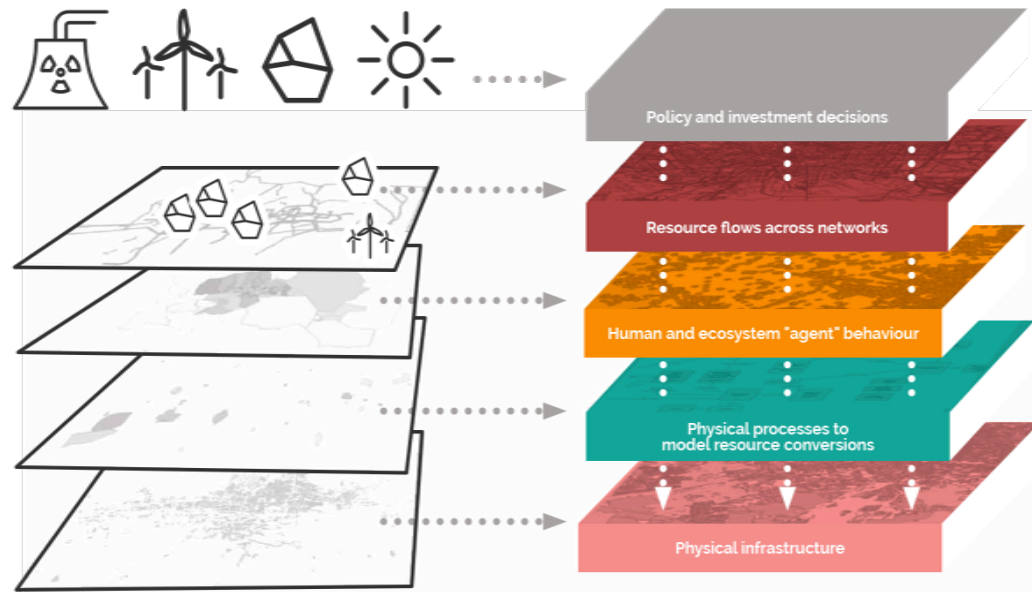 Policy and investment decisions
Resource flows across networks
Human and ecosystem "agent" behaviour
Physical processes to
model resource conversions
Physical infrastructure